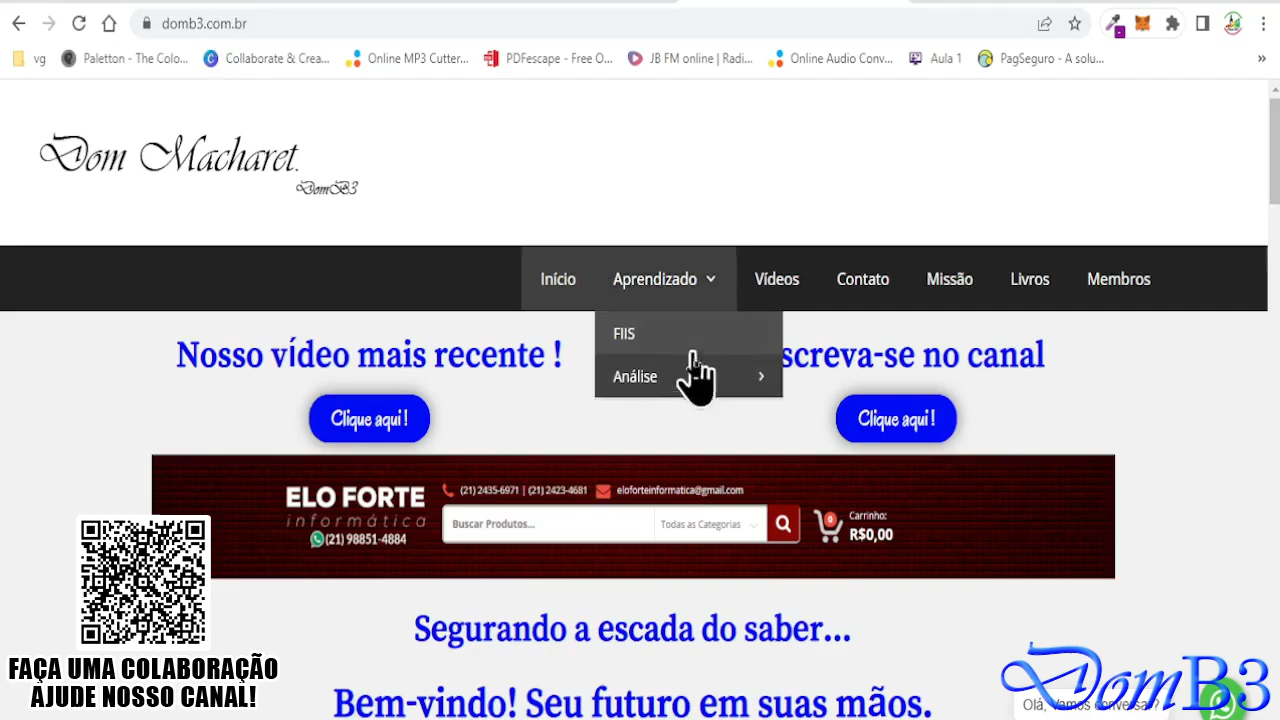 domb3.com.br
vg
Paletton - The Colo...
Collaborate & Crea...
Online MP3 Cutter...
PDFescape - Free O...
JB FM online | Radi...
Online Audio Conv...
Aula 1
PagSeguro - A solu...
»
Dom Macharet.
DomB3
Início
Aprendizado
Vídeos
Contato
Missão
Livros
Membros
FIIS
Análise
Nosso vídeo mais recente !
screva-se no canal
Clique aqui !
Clique aqui !
ELO FORTE
informática
(21) 98851-4884
(21) 2435-6971 | (21) 2423-4681
eloforteinformatica@gmail.com
Buscar Produtos...
Todas as Categorias
0
Carrinho:
R$0,00
Segurando a escada do saber...
FAÇA UMA COLABORAÇÃO
AJUDE NOSSO CANAL!
Bem-vindo! Seu futuro em suas mãos.
DomB3
Olá, Vamos conversar?